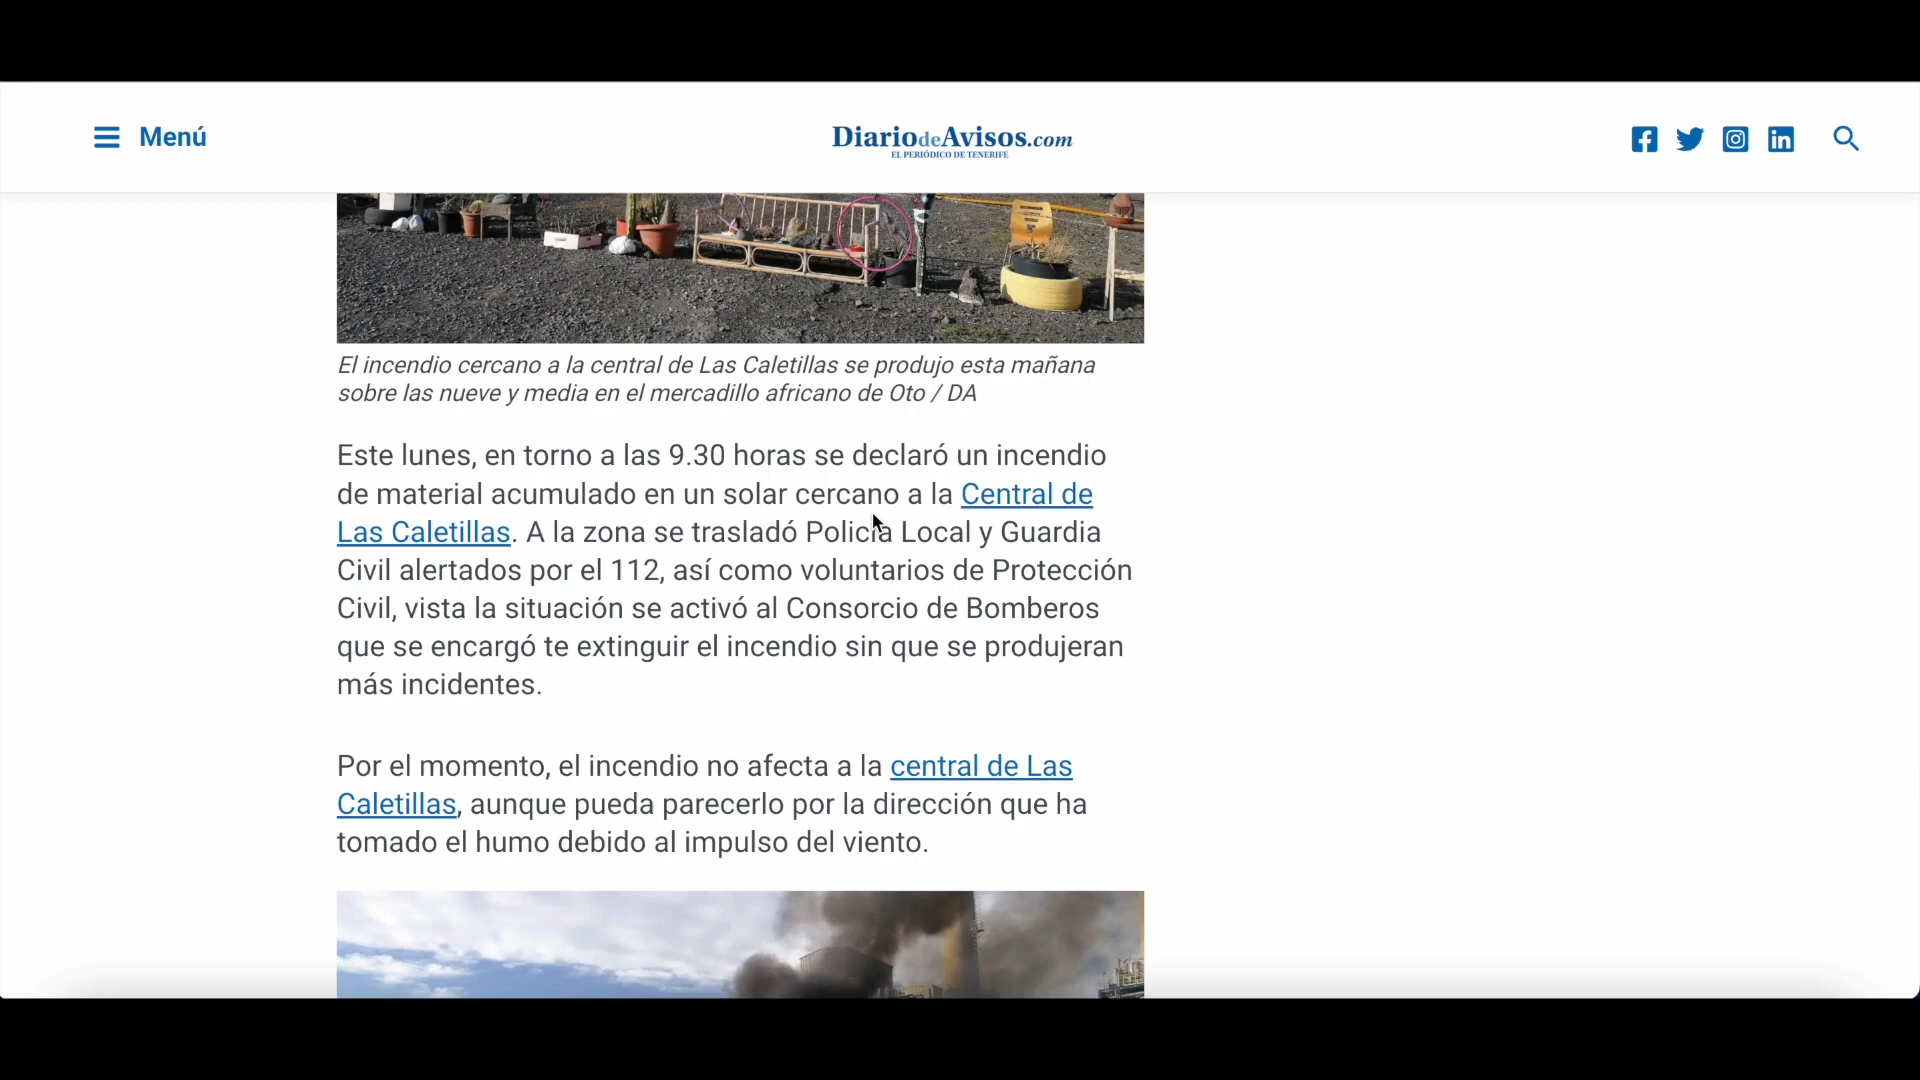 Menú
DiariodeAvisos.com
EL PERIÓDICO DE TENERIFE
El incendio cercano a la central de Las Caletillas se produjo esta mañana
sobre las nueve y media en el mercadillo africano de Oto / DA
Este lunes, en torno a las 9.30 horas se declaró un incendio
de material acumulado en un solar cercano a la Central de
Las Caletillas. A la zona se trasladó Policía Local y Guardia
Civil alertados por el 112, así como voluntarios de Protección
Civil, vista la situación se activó al Consorcio de Bomberos
que se encargó te extinguir el incendio sin que se produjeran
más incidentes.
Por el momento, el incendio no afecta a la central de Las
Caletillas, aunque pueda parecerlo por la dirección que ha
tomado el humo debido al impulso del viento.